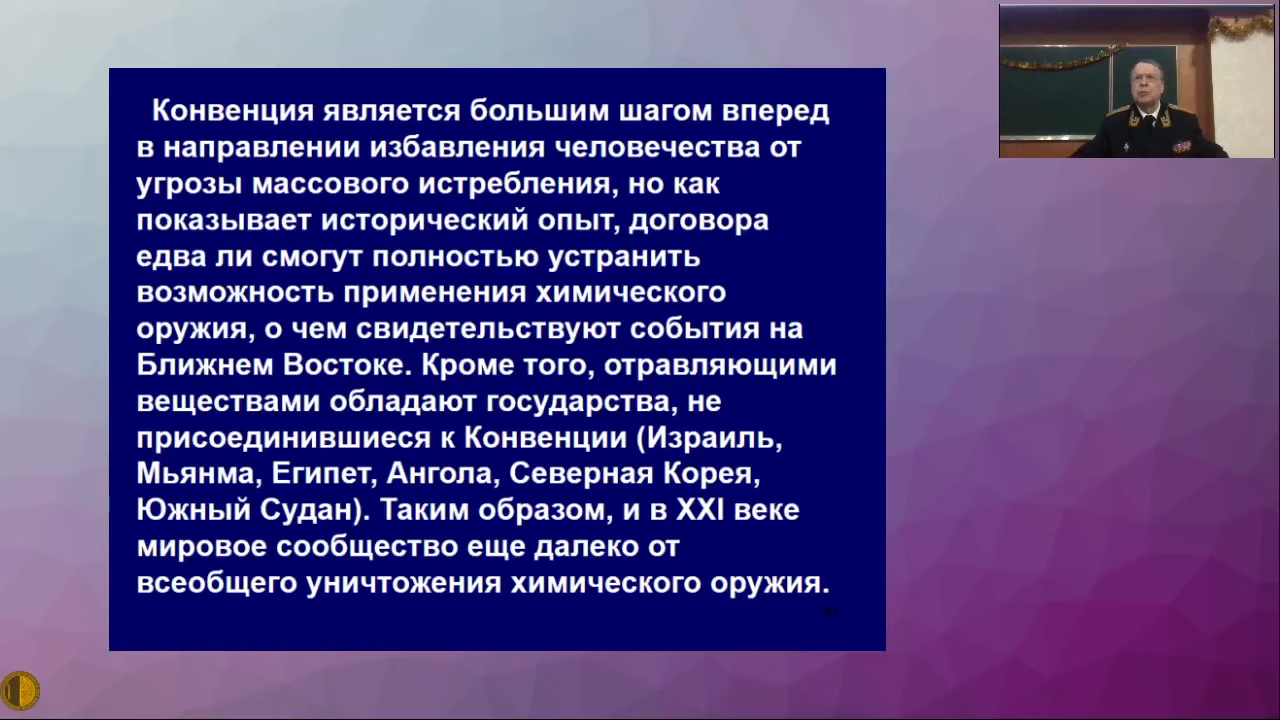 Конвенция является большим шагом вперед
в направлении избавления человечества от
угрозы массового истребления, но как
показывает исторический опыт, договора
едва ли смогут полностью устранить
возможность применения химического
оружия, о чем свидетельствуют события на
Ближнем Востоке. Кроме того, отравляющими
веществами обладают государства, не
присоединившиеся к Конвенции (Израиль,
Мьянма, Египет, Ангола, Северная Корея,
Южный Судан). Таким образом, и в XXI веке
мировое сообщество еще далеко от
всеобщего уничтожения химического оружия.